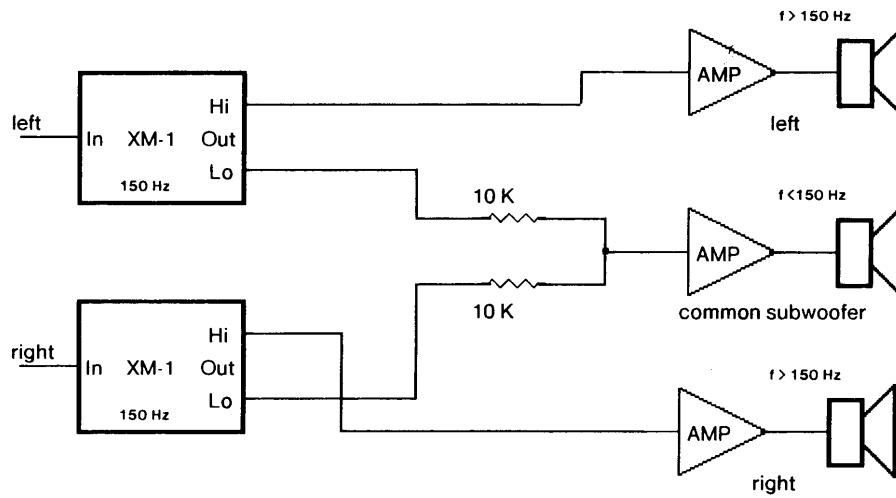 f > 150 Hz
AMP
left
left
Hi
In XM-1 Out
Lo
150 Hz
10 K
f <150 Hz
AMP
common subwoofer
10 K
right
Hi
In XM-1 Out
Lo
150 Hz
f > 150 Hz
AMP
right